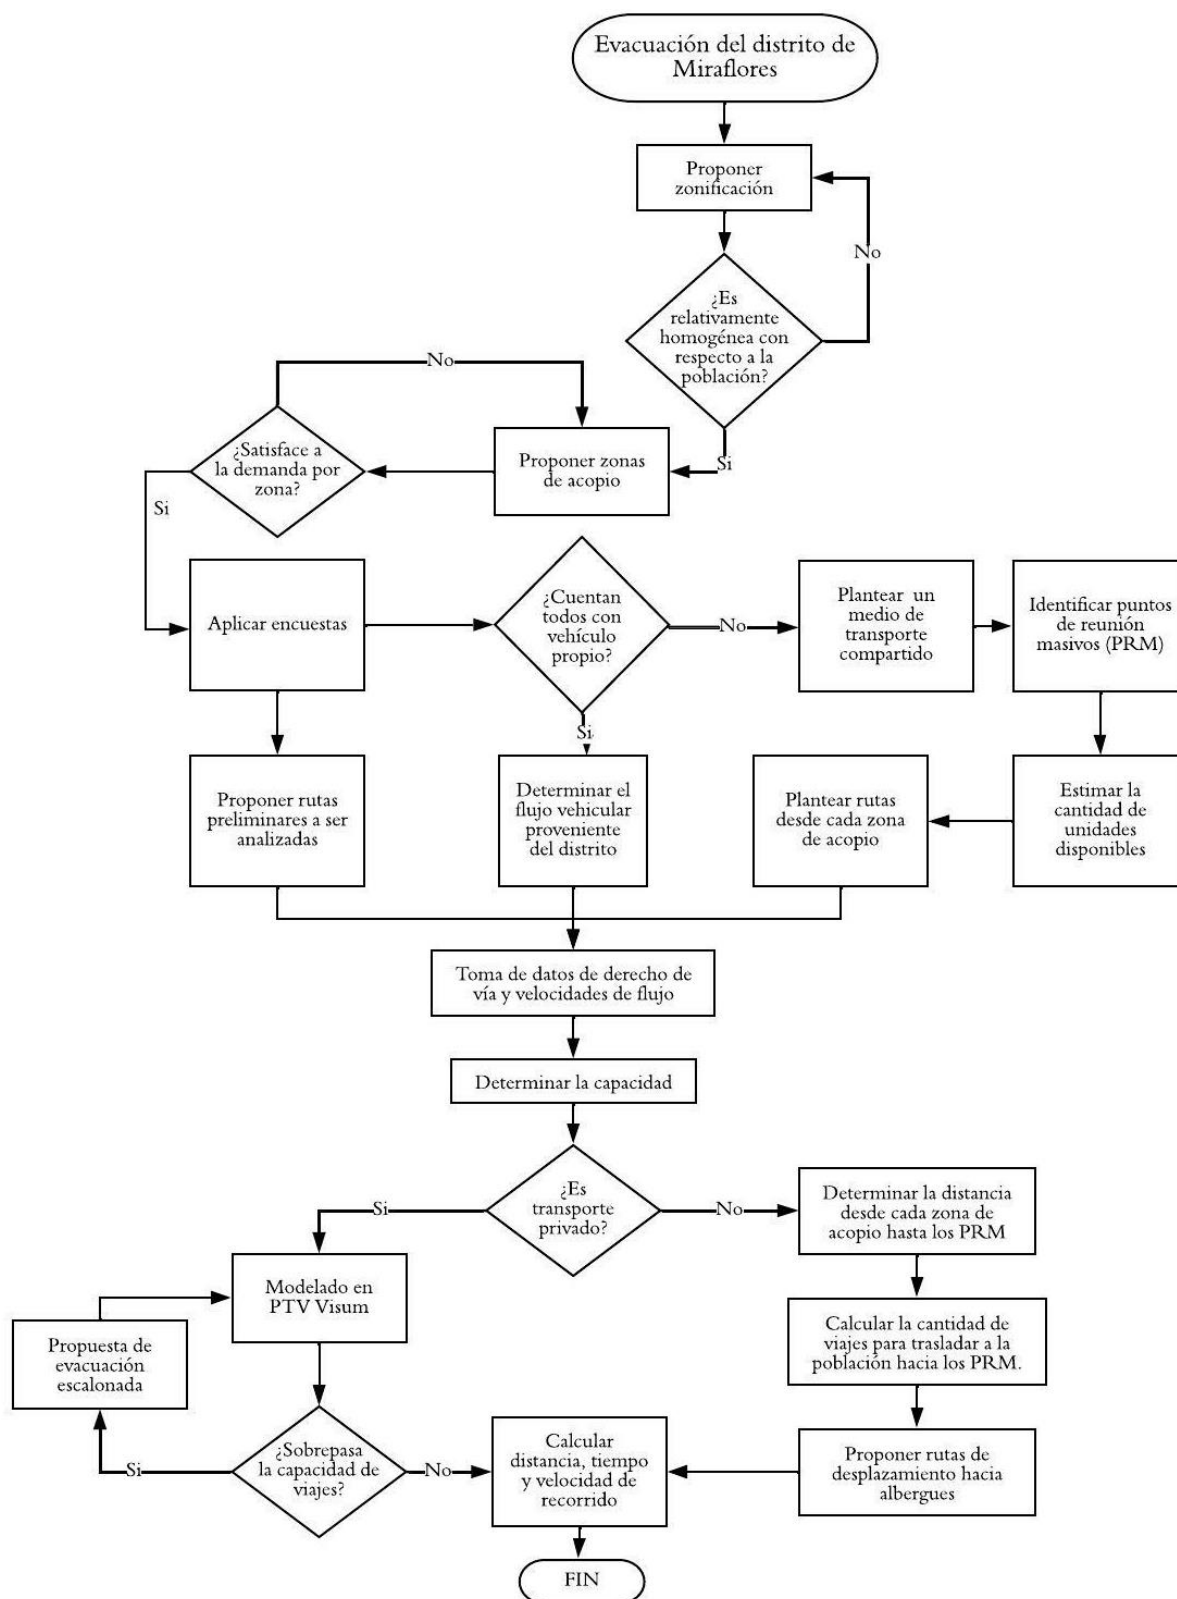 Evacuación del distrito de
Miraflores
Proponer
zonificación
No
¿Es
relativamente
homogénea con
respecto a la
población?
Si
No
¿Satisface a
la demanda por
zona?
Proponer zonas
de acopio
Si
Aplicar encuestas
¿Cuentan
todos con
vehículo
propio?
No
Plantear un
medio de
transporte
compartido
Identificar puntos
de reunión
masivos (PRM)
Si
Proponer rutas
preliminares a ser
analizadas
Determinar el
flujo vehicular
proveniente
del distrito
Plantear rutas
desde cada zona
de acopio
Estimar la
cantidad de
unidades
disponibles
Toma de datos de derecho de
vía y velocidades de flujo
Determinar la capacidad
¿Es
transporte
privado?
Si
No
Determinar la distancia
desde cada zona de
acopio hasta los PRM
Modelado en
PTV Visum
Propuesta de
evacuación
escalonada
Calcular la cantidad de
viajes para trasladar a la
población hacia los PRM.
¿Sobrepasa
la capacidad de
viajes?
Si
No
Calcular
distancia, tiempo
y velocidad de
recorrido
Proponer rutas de
desplazamiento hacia
albergues
FIN